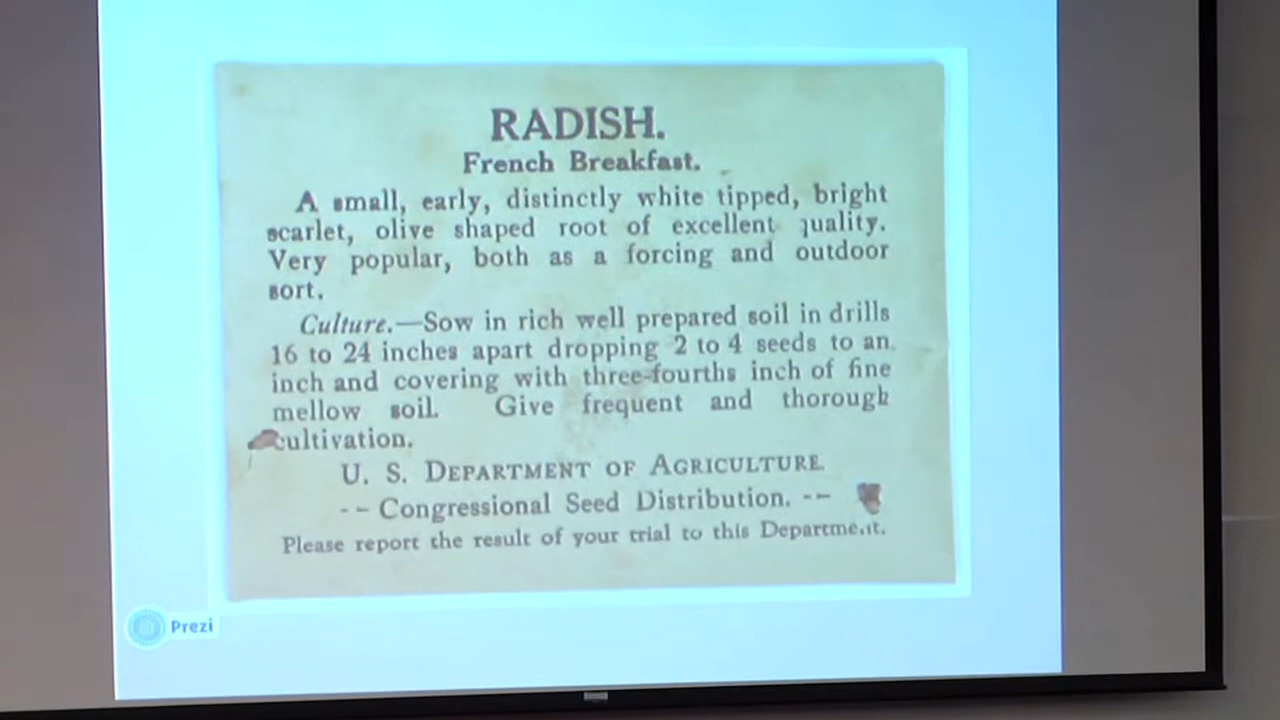 RADISH.
French Breakfast.
A small, early, distinctly white tipped, bright
scarlet, olive shaped root of excellent quality.
Very popular, both as a forcing and outdoor
sort.
Culture.—Sow in rich well prepared soil in drills
16 to 24 inches apart dropping 2 to 4 seeds to an
inch and covering with three-fourths inch of fine
mellow soil. Give frequent and thorough
cultivation.
U. S. DEPARTMENT OF AGRICULTURE.
-- Congressional Seed Distribution. --
Please report the result of your trial to this Department.
Prezi